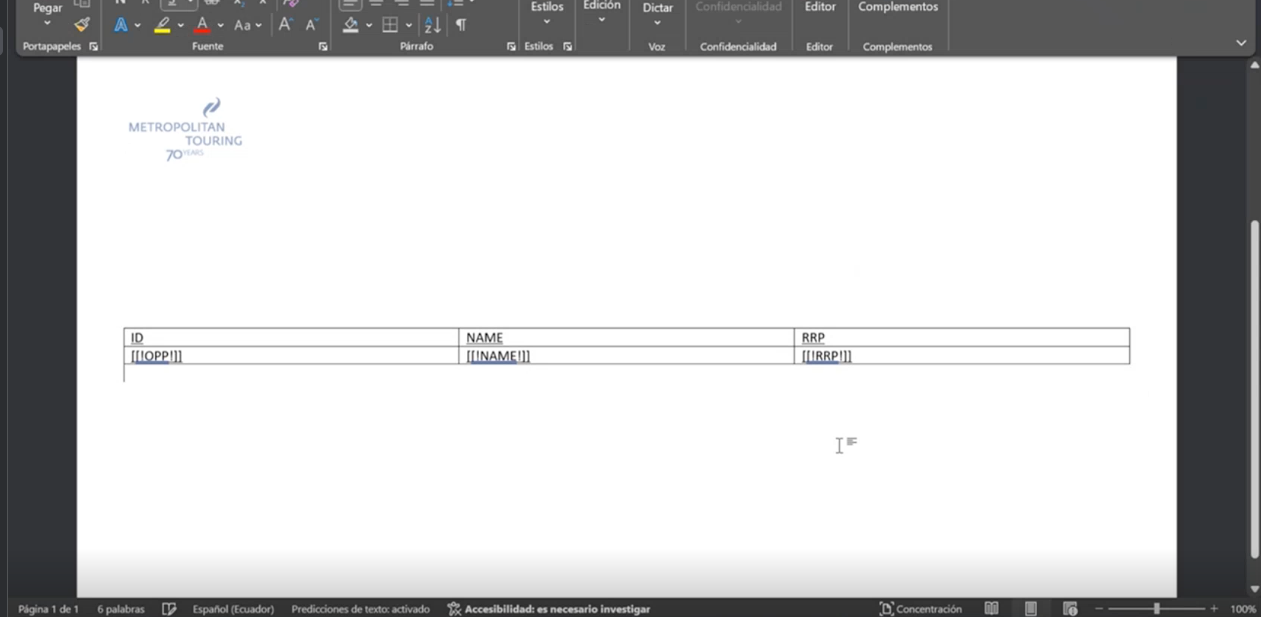 Pegar
Estilos
Edición
Dictar
Confidencialidad
Editor
Complementos
A
A
Aa
A
A
Portapapeles
Fuente
Párrafo
Estilos
Voz
Confidencialidad
Editor
Complementos
METROPOLITAN
TOURING
70 YEARS
ID NAME RRP
[[!OPP!]] [[!NAME!]] [[!RRP!]]
Página 1 de 1 6 palabras Español (Ecuador) Predicciones de texto: activado Accesibilidad: es necesario investigar Concentración 100%